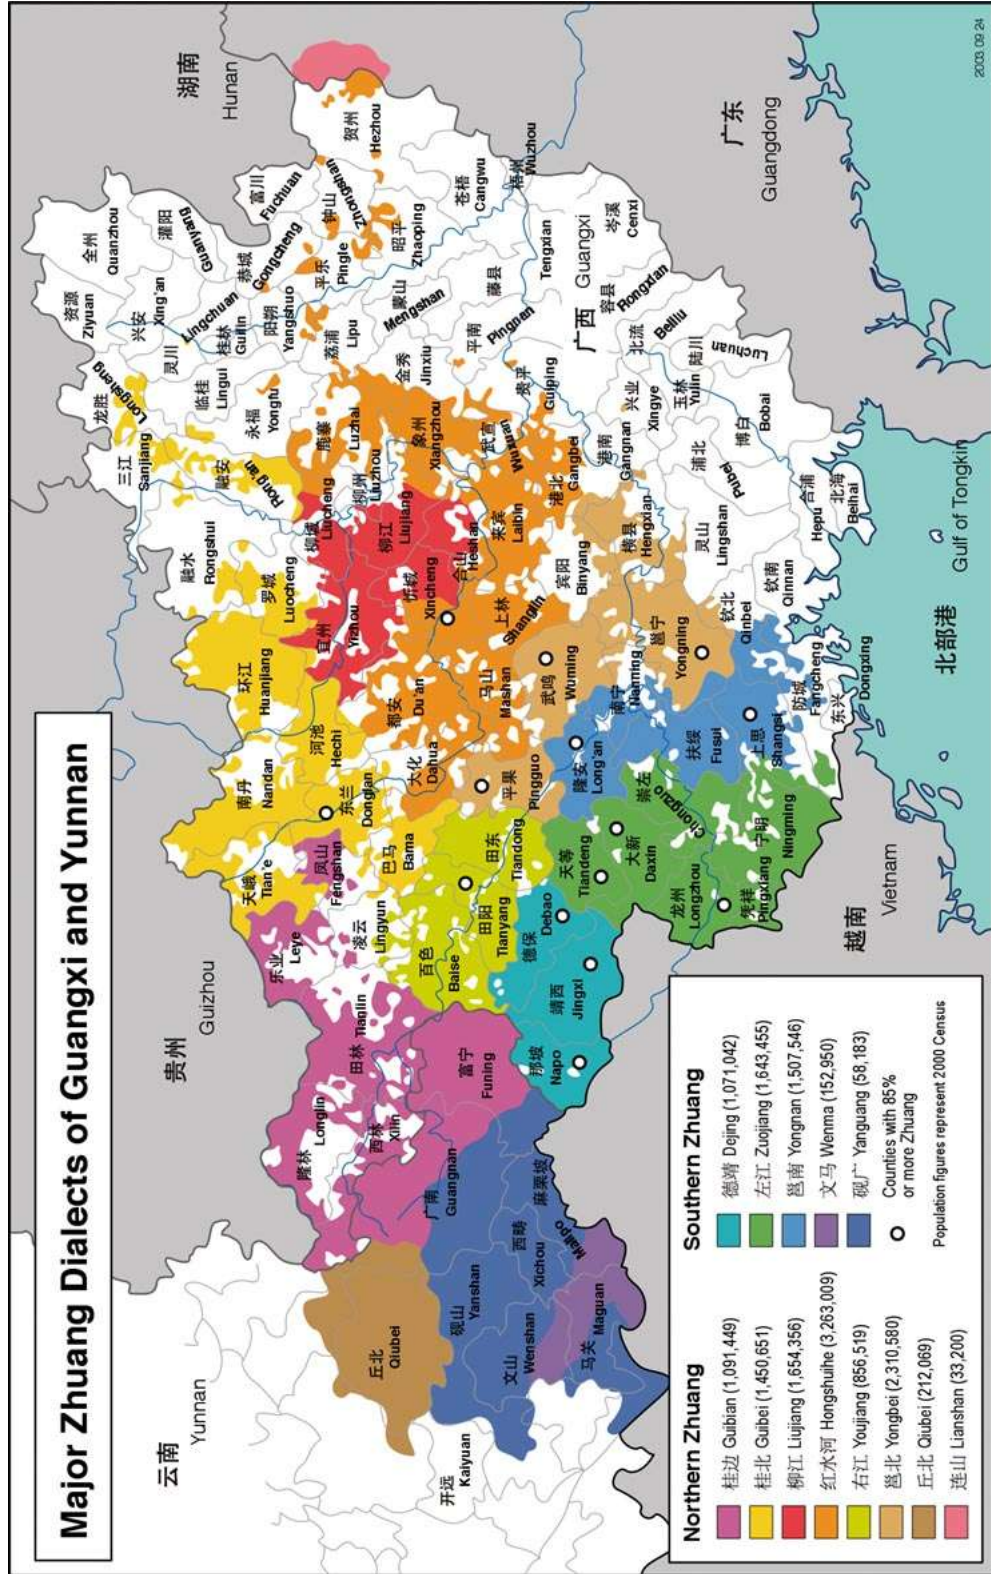 Major Zhuang Dialects of Guangxi and Yunnan
云南
Yunnan
贵州
Guizhou
湖南
Hunan
广东
Guangdong
广西
Guangxi
越南
Vietnam
北部港
Gulf of Tongkin
开远
Kaiyuan
丘北
Qiubei
砚山
Yanshan
文山
Wenshan
马关
Maguan
西畴
Xichou
麻栗坡
Malipo
广南
Guangnan
富宁
Funing
隆林
Longlin
西林
Xilin
田林
Tianlin
乐业
Leye
凌云
Lingyun
百色
Baise
田阳
Tianyang
田东
Tiandong
那坡
Napo
靖西
Jingxi
德保
Debao
天等
Tiandeng
大新
Daxin
龙州
Longzhou
凭祥
Pingxiang
宁明
Ningming
崇左
Chongzuo
天峨
Tian'e
凤山
Fengshan
东兰
Donglan
巴马
Bama
南丹
Nandan
河池
Hechi
环江
Huanjiang
大化
Dahua
都安
Du'an
平果
Pingguo
马山
Mashan
隆安
Long'an
扶绥
Fusui
上思
Shangsi
南宁
Nanning
武鸣
Wuming
邕宁
Yongning
防城
Fangcheng
东兴
Dongxing
钦北
Qinbei
钦南
Qinnan
灵山
Lingshan
横县
Hengxian
宾阳
Binyang
上林
Shanglin
忻城
Xincheng
合山
Heshan
来宾
Laibin
宜州
Yizhou
罗城
Luocheng
融水
Rongshui
柳城
Liucheng
柳江
Liujiang
柳州
Liuzhou
三江
Sanjiang
融安
Rong'an
龙胜
Longsheng
永福
Yongfu
临桂
Lingui
鹿寨
Luzhai
象州
Xiangzhou
武宣
Wuxuan
金秀
Jinxiu
港北
Gangbei
港南
Gangnan
贵平
Guiping
平南
Pingnan
浦北
Pubei
合浦
Hepu
北海
Beihai
博白
Bobai
兴业
Xingye
玉林
Yulin
陆川
Luchuan
北流
Beiliu
容县
Rongxian
岑溪
Cenxi
藤县
Tengxian
苍梧
Cangwu
梧州
Wuzhou
蒙山
Mengshan
昭平
Zhaoping
荔浦
Lipu
平乐
Pingle
钟山
Zhongshan
贺州
Hezhou
富川
Fuchuan
恭城
Gongcheng
阳朔
Yangshuo
桂林
Guilin
灵川
Lingchuan
兴安
Xing'an
资源
Ziyuan
全州
Quanzhou
灌阳
Guanyang
Northern Zhuang
桂边 Guibian (1,091,449)
桂北 Guibei (1,450,651)
柳江 Liujiang (1,654,356)
红水河 Hongshuihe (3,263,009)
右江 Youjiang (856,519)
邕北 Yongbei (2,310,580)
丘北 Qiubei (212,069)
连山 Lianshan (33,200)
Southern Zhuang
德靖 Dejing (1,071,042)
左江 Zuojiang (1,643,455)
邕南 Yongnan (1,507,546)
文马 Wenma (152,950)
砚广 Yanguang (58,183)
Counties with 85%
or more Zhuang
Population figures represent 2000 Census
2003 09 24